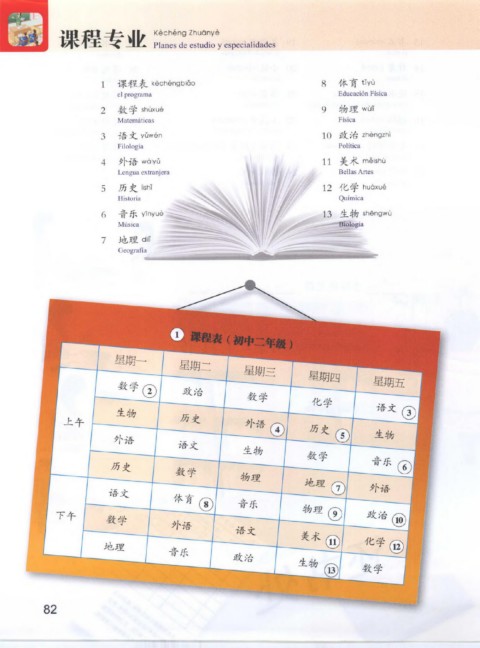 课程专业 Kèchéng Zhuānyè
Planes de estudio y especialidades
1 课程表 kèchéngbiǎo
el programa
2 数学 shùxué
Matemáticas
3 语文 yǔwén
Filología
4 外语 wàiyǔ
Lengua extranjera
5 历史 lìshǐ
Historia
6 音乐 yīnyuè
Música
7 地理 dìlǐ
Geografía
8 体育 tǐyù
Educación Física
9 物理 wùlǐ
Física
10 政治 zhèngzhì
Política
11 美术 měishù
Bellas Artes
12 化学 huàxué
Química
13 生物 shēngwù
Biología
1 课程表(初中二年级)
星期一 星期二 星期三 星期四 星期五
上午
数学 2 政治 数学 化学 语文 3
生物 历史 外语 4 历史 5 生物
外语 语文 生物 数学 音乐 6
历史 数学 物理 地理 7 外语
下午
语文 体育 8 音乐 物理 9 政治 10
数学 外语 语文 美术 11 化学 12
地理 音乐 政治 生物 13 数学
82